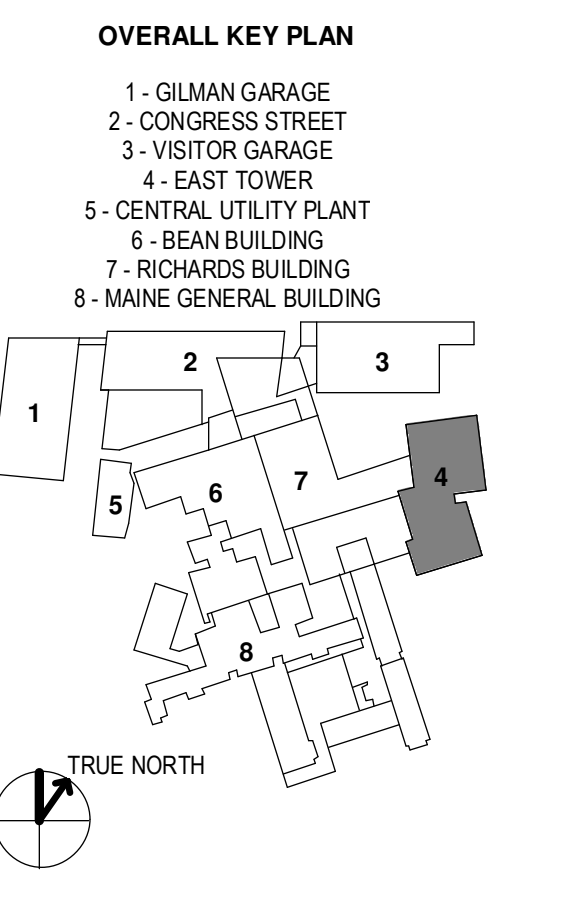 OVERALL KEY PLAN
1 - GILMAN GARAGE
2 - CONGRESS STREET
3 - VISITOR GARAGE
4 - EAST TOWER
5 - CENTRAL UTILITY PLANT
6 - BEAN BUILDING
7 - RICHARDS BUILDING
8 - MAINE GENERAL BUILDING
2
3
1
4
7
6
5
8
TRUE NORTH